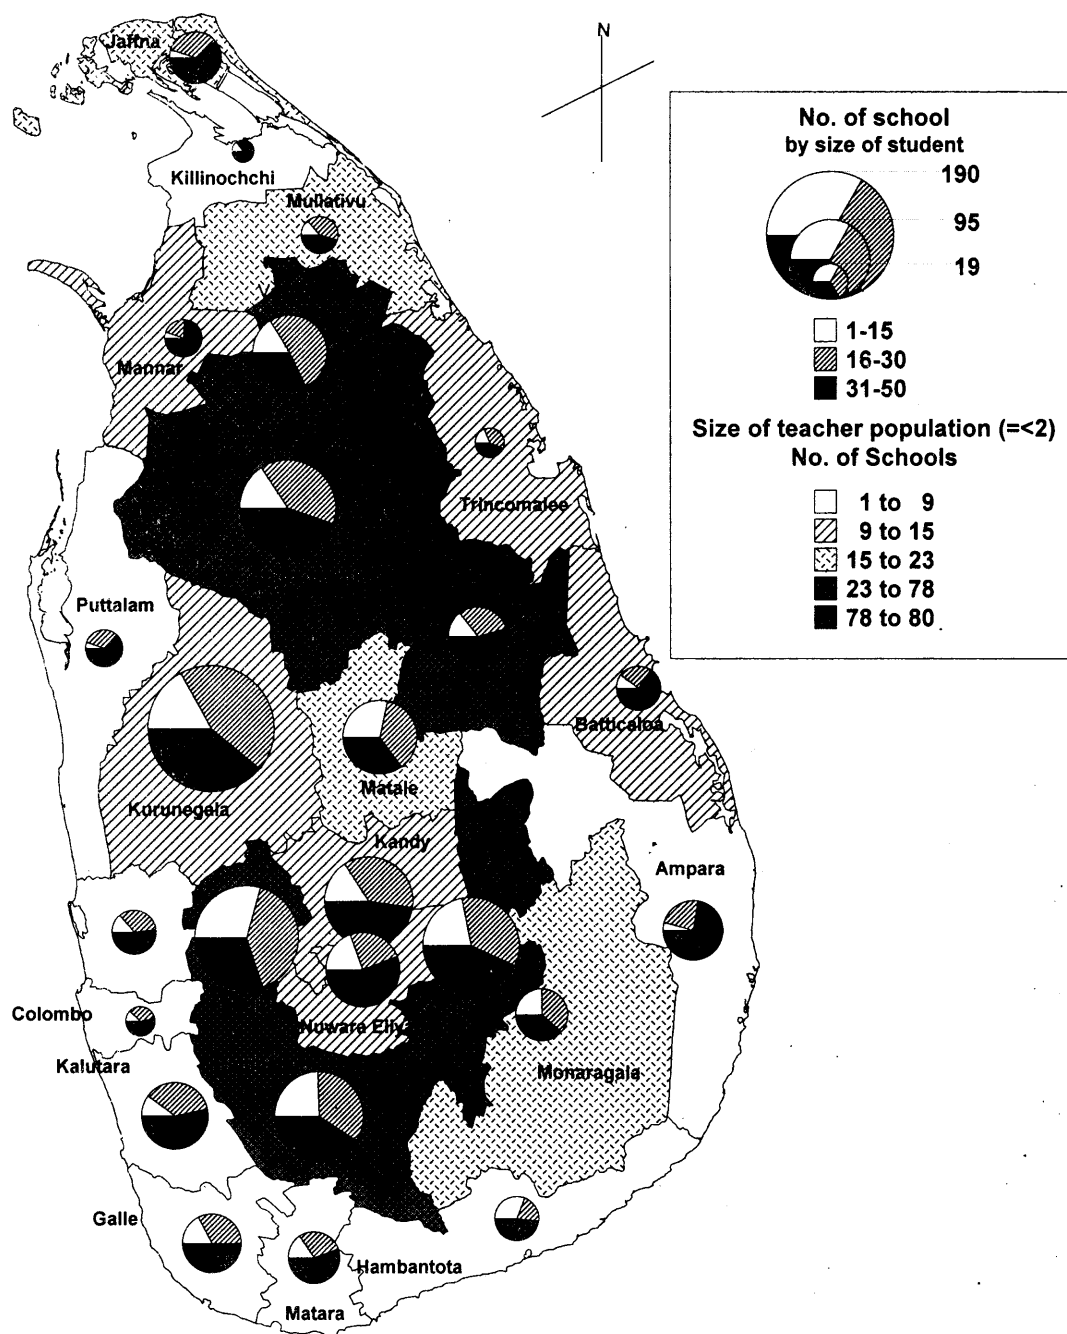 N
Jaffna
Killinochchi
Mullativu
Mannar
Trincomalee
Puttalam
Batticaloa
Kurunegala
Matale
Kandy
Ampara
Colombo
Nuwara Eliy
Kalutara
Monaragala
Galle
Hambantota
Matara
No. of school
by size of student
190
95
19
1-15
16-30
31-50
Size of teacher population (=<2)
No. of Schools
1 to 9
9 to 15
15 to 23
23 to 78
78 to 80